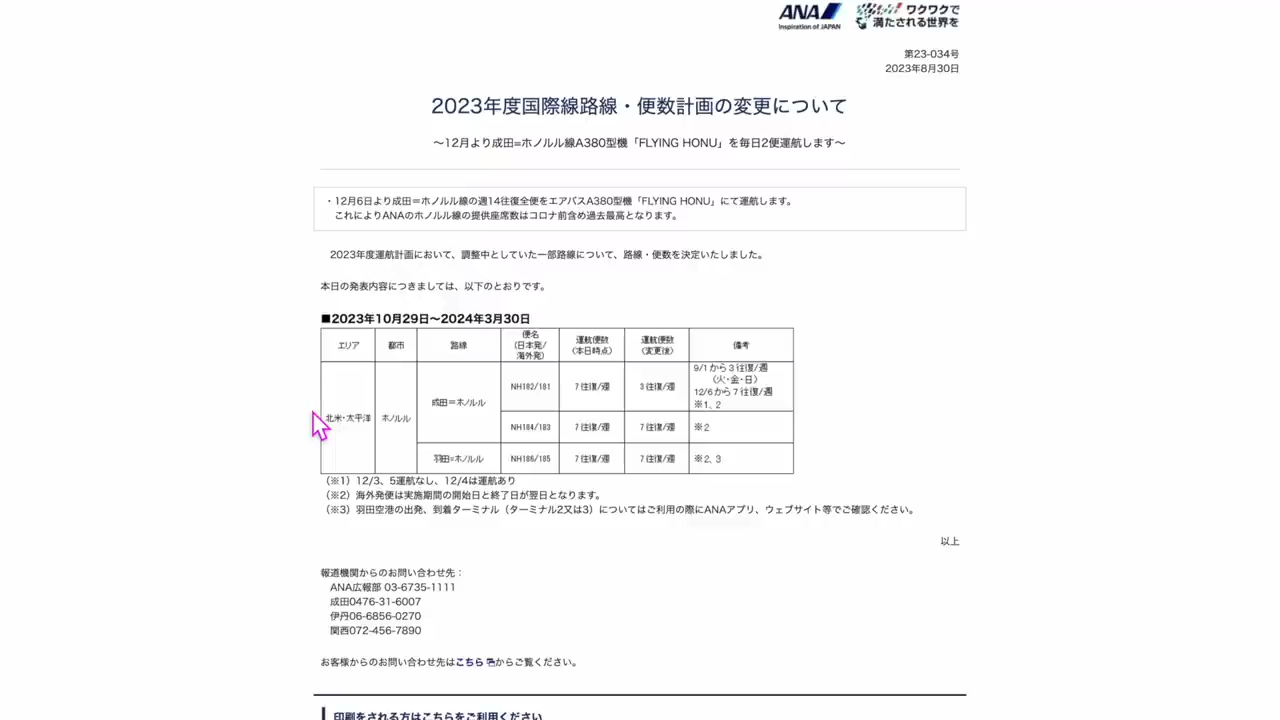 ANA
Inspiration of JAPAN
ワクワクで
満たされる世界を
第23-034号
2023年8月30日
2023年度国際線路線・便数計画の変更について
～12月より成田=ホノルル線A380型機「FLYING HONU」を毎日2便運航します～
・12月6日より成田＝ホノルル線の週14往復全便をエアバスA380型機「FLYING HONU」にて運航します。
これによりANAのホノルル線の提供座席数はコロナ前含め過去最高となります。
2023年度運航計画において、調整中としていた一部路線について、路線・便数を決定いたしました。
本日の発表内容につきましては、以下のとおりです。
■2023年10月29日～2024年3月30日
エリア 都市 路線 便名（日本発/海外発） 運航便数（本日時点） 運航便数（変更後） 備考
北米・太平洋 ホノルル 成田＝ホノルル NH182/181 7往復/週 3往復/週 9/1から3往復/週
（火・金・日）
12/6から7往復/週
※1、2
NH184/183 7往復/週 7往復/週 ※2
羽田=ホノルル NH186/185 7往復/週 7往復/週 ※2、3
（※1）12/3、5運航なし、12/4は運航あり
（※2）海外発便は実施期間の開始日と終了日が翌日となります。
（※3）羽田空港の出発、到着ターミナル（ターミナル2又は3）についてはご利用の際にANAアプリ、ウェブサイト等でご確認ください。
以上
報道機関からのお問い合わせ先：
ANA広報部 03-6735-1111
成田0476-31-6007
伊丹06-6856-0270
関西072-456-7890
お客様からのお問い合わせ先はこちらからご覧ください。
印刷をされる方はこちらをご利用ください